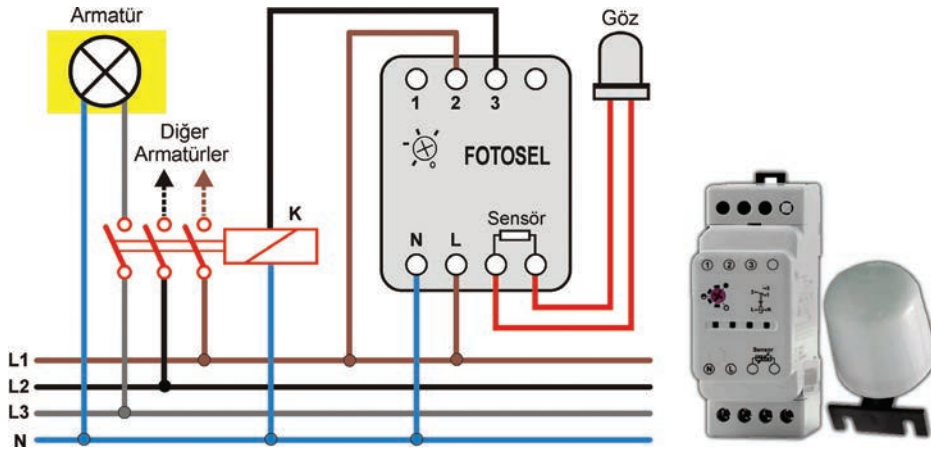 Armatür
Göz
1 2 3
Diğer
Armatürler
FOTOSEL
K
Sensör
N L
L1
L2
L3
N
1 2 3
Sensor
N L